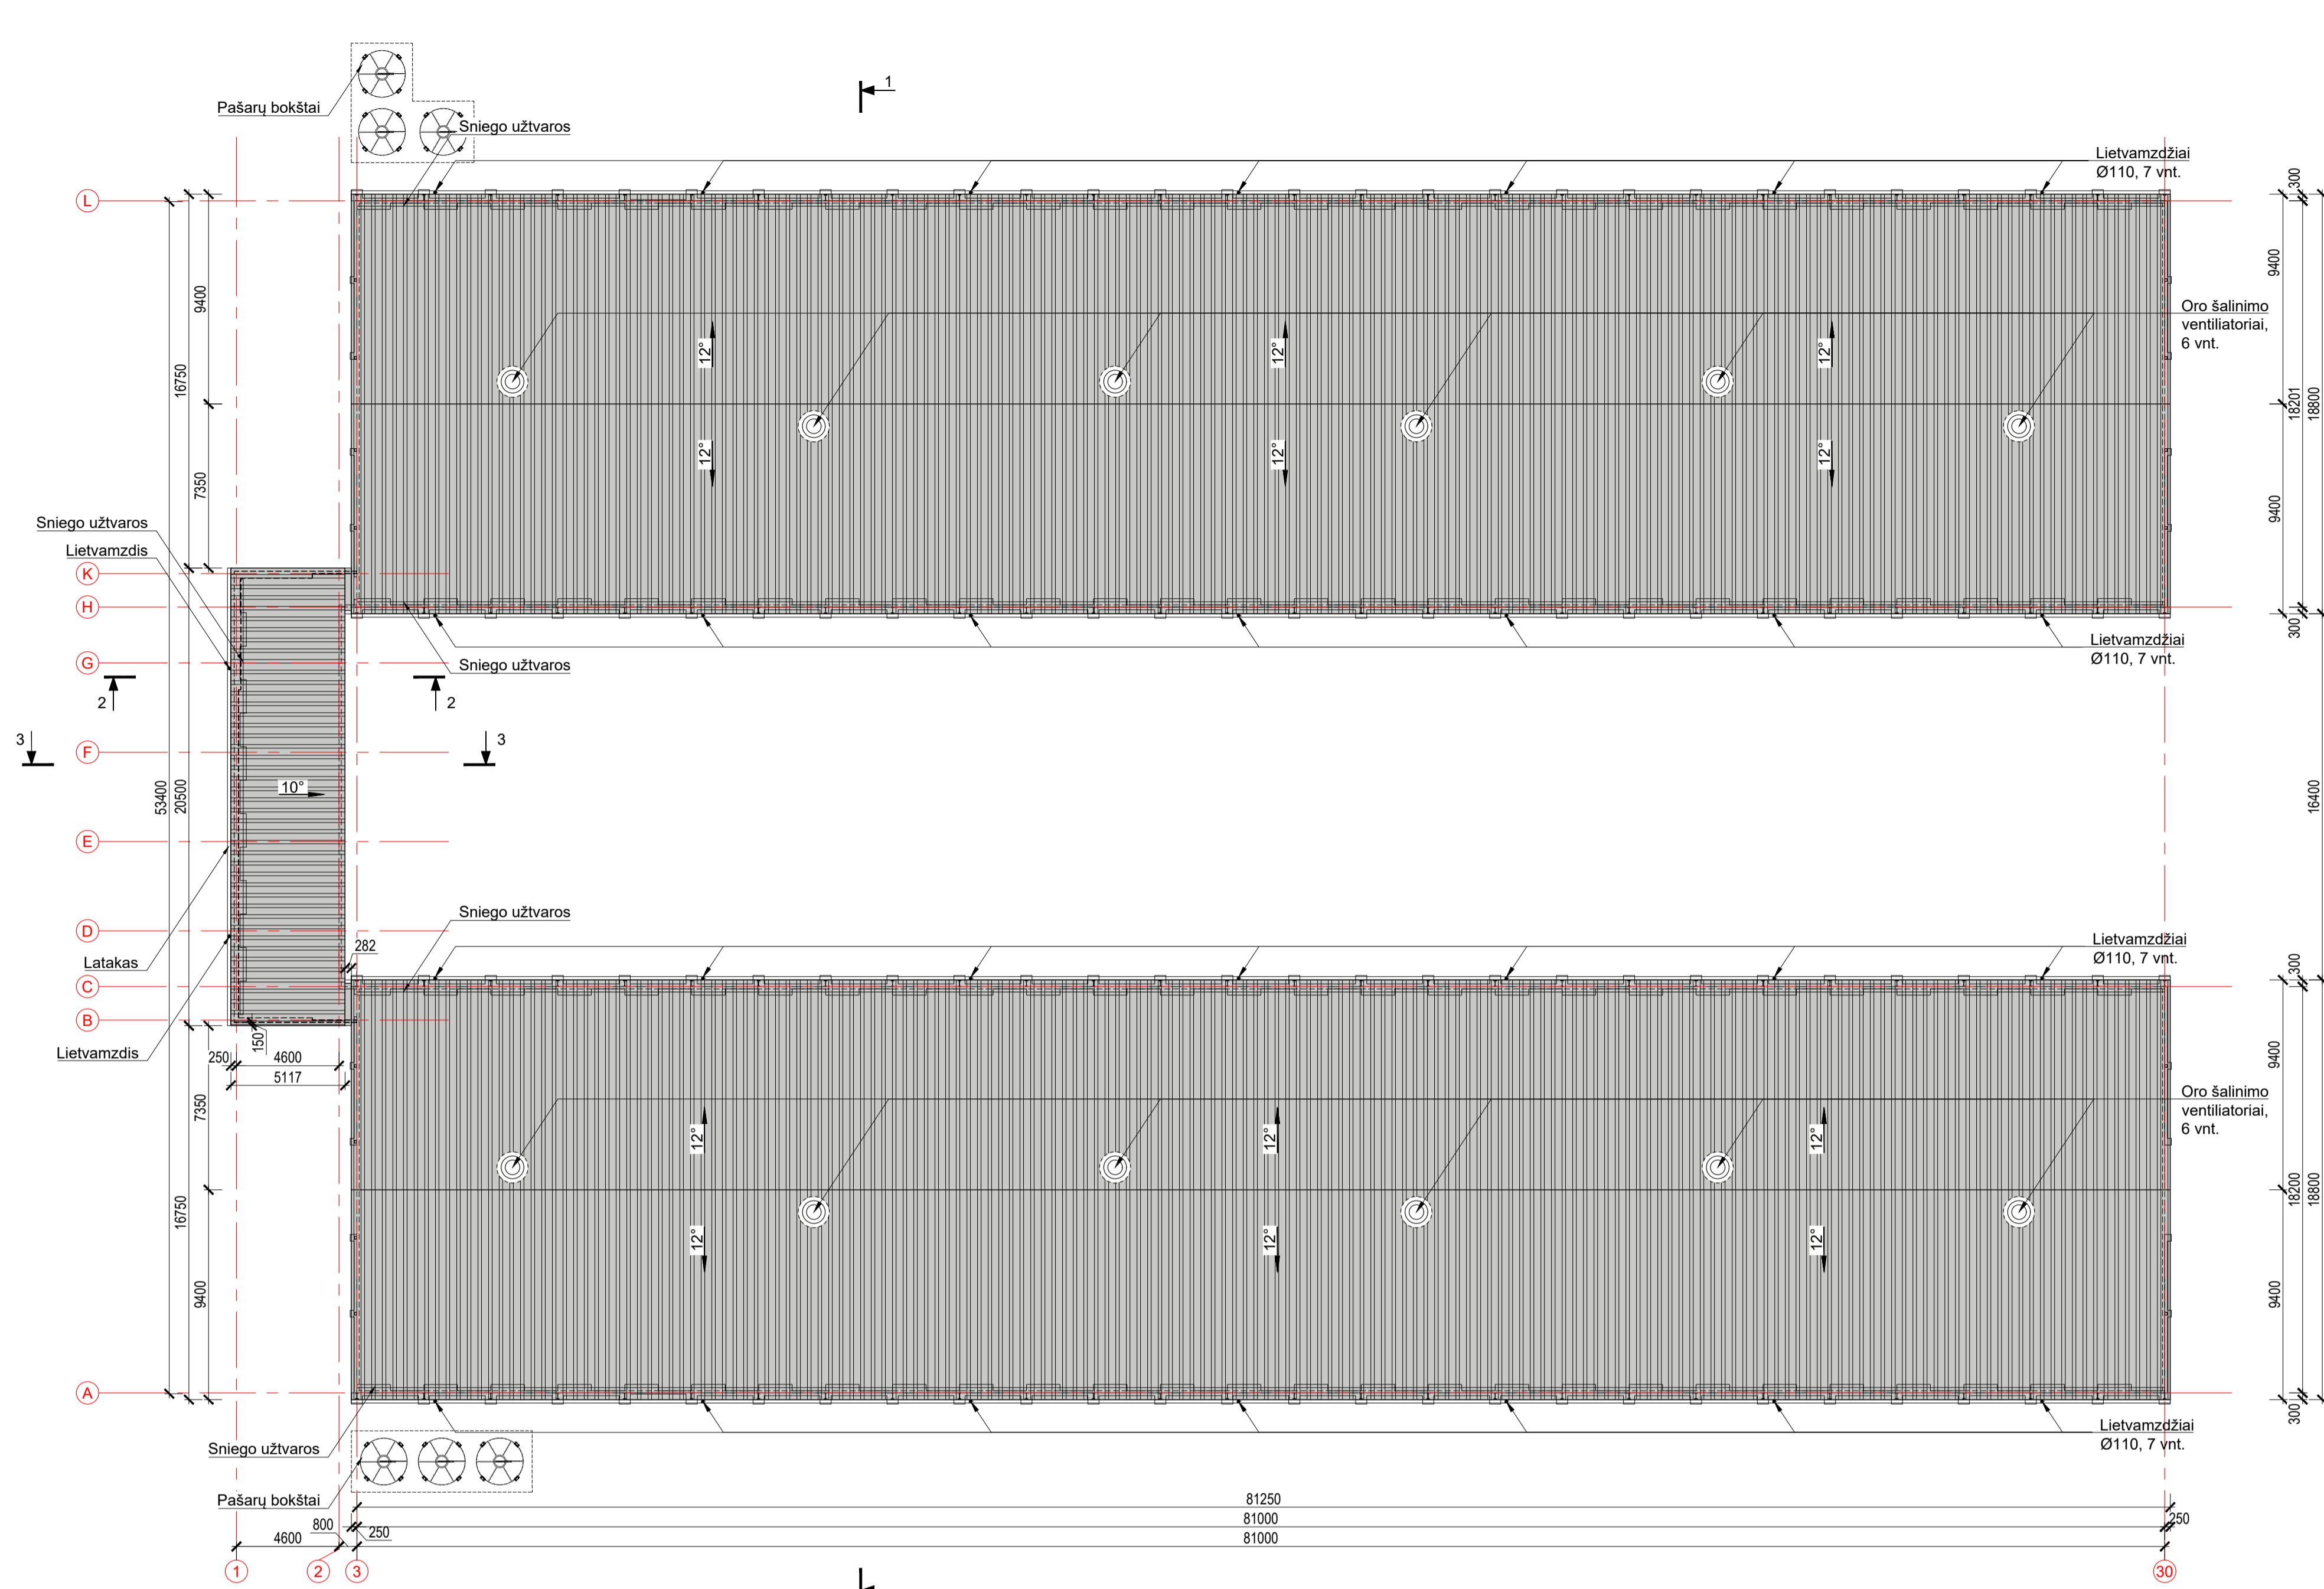 1
Pašarų bokštai
Sniego užtvaros
Lietvamzdžiai
Ø110, 7 vnt.
L
300
9400
9400
16750
Oro šalinimo
ventiliatoriai,
6 vnt.
12°
12°
12°
18201
18800
12°
12°
12°
7350
9400
Sniego užtvaros
Lietvamzdis
K
H
300
Lietvamzdžiai
Ø110, 7 vnt.
G
Sniego užtvaros
2
2
3
3
F
10°
53400
20500
16400
E
Sniego užtvaros
D
282
Lietvamzdžiai
Ø110, 7 vnt.
Latakas
300
C
B
150
Lietvamzdis
250
4600
5117
9400
7350
Oro šalinimo
ventiliatoriai,
6 vnt.
12°
12°
12°
16750
18200
18800
12°
12°
12°
9400
9400
A
300
Lietvamzdžiai
Ø110, 7 vnt.
Sniego užtvaros
Pašarų bokštai
81250
800
250
81000
250
4600
81000
1
2
3
30